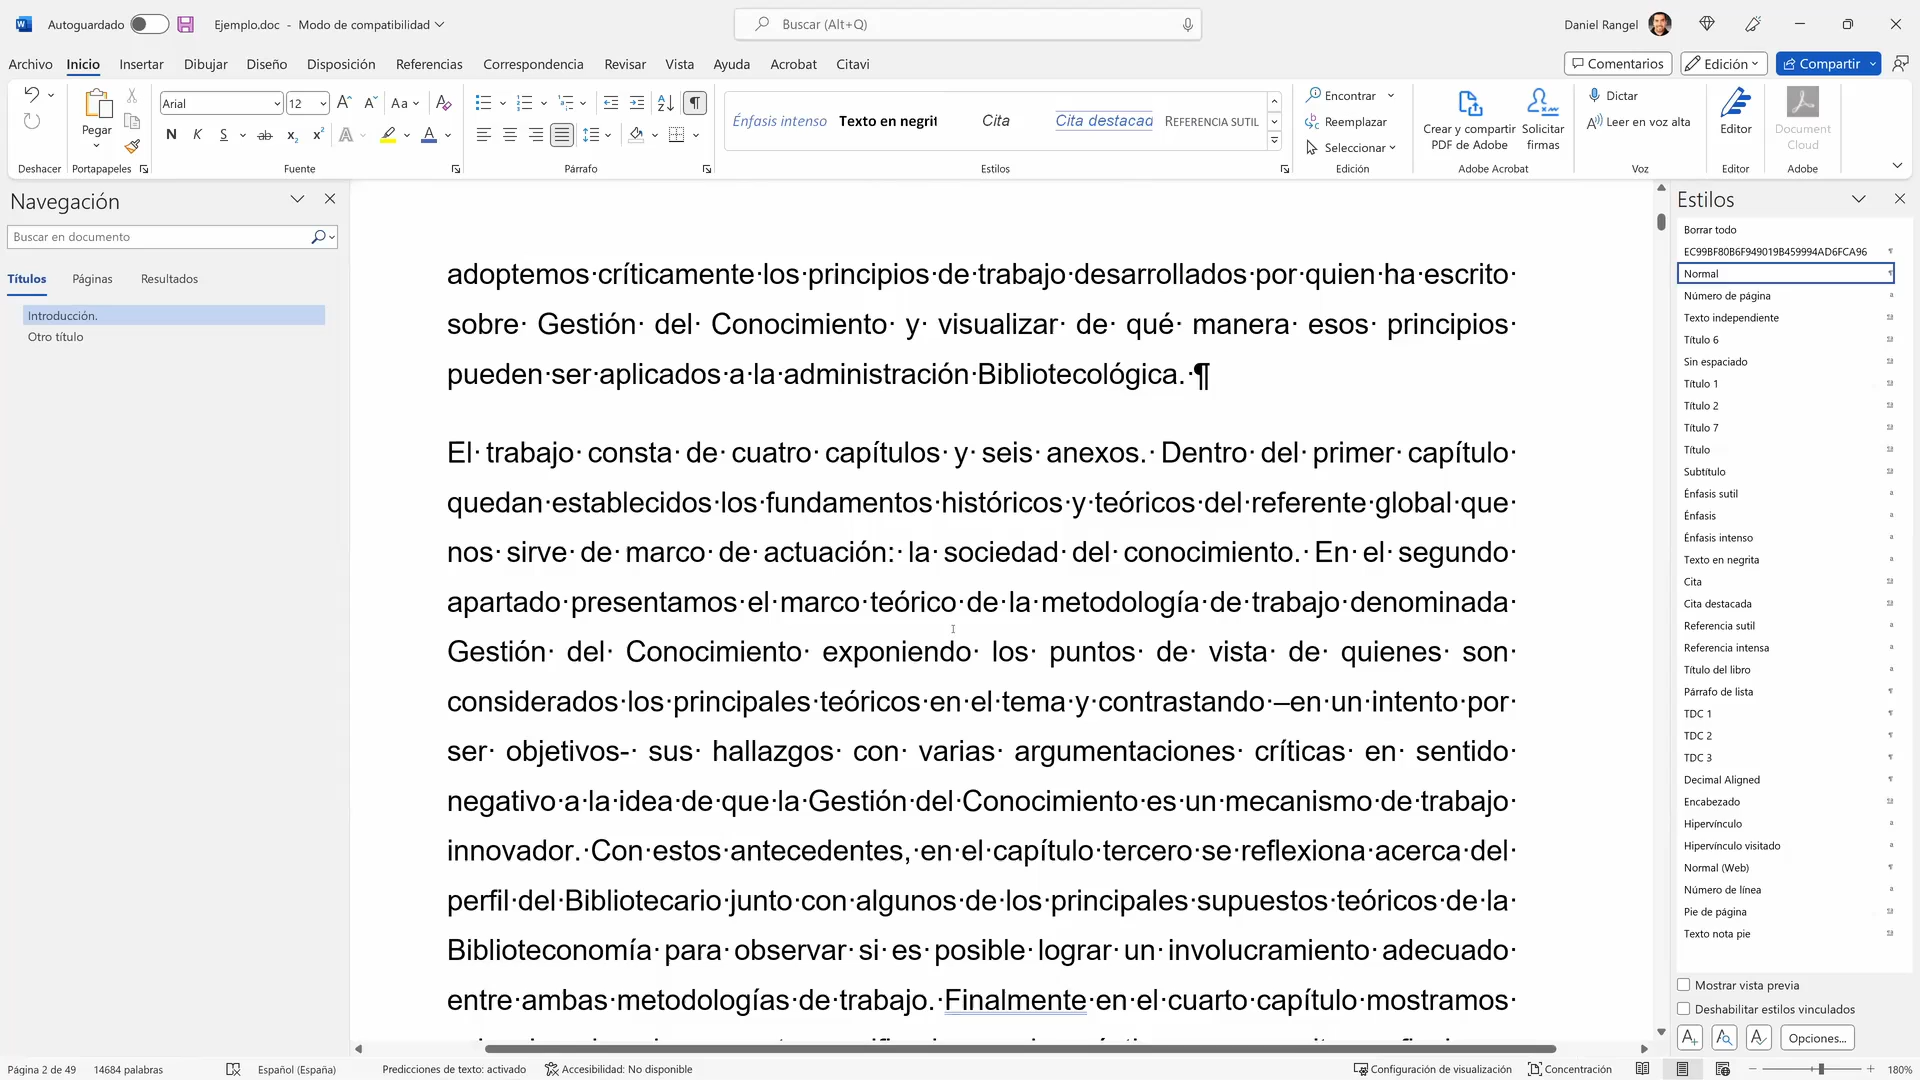 Autoguardado
Ejemplo.doc - Modo de compatibilidad
Buscar (Alt+Q)
Daniel Rangel
Archivo Inicio Insertar Dibujar Diseño Disposición Referencias Correspondencia Revisar Vista Ayuda Acrobat Citavi
Comentarios Edición Compartir
Pegar
Arial 12
Aa
N K S ab x₂ x²
A A
Énfasis intenso Texto en negrit Cita Cita destacad REFERENCIA SUTIL
Encontrar
Reemplazar
Seleccionar
Crear y compartir PDF de Adobe
Solicitar firmas
Dictar
Leer en voz alta
Editor
Document Cloud
Deshacer Portapapeles Fuente Párrafo Estilos Edición Adobe Acrobat Voz Editor Adobe
Navegación
Buscar en documento
Títulos Páginas Resultados
Introducción.
Otro título
adoptemos·críticamente·los·principios·de·trabajo·desarrollados·por·quien·ha·escrito·
sobre· Gestión· del· Conocimiento· y· visualizar· de· qué· manera· esos· principios·
pueden·ser·aplicados·a·la·administración·Bibliotecológica.·¶
El· trabajo· consta· de· cuatro· capítulos· y· seis· anexos.· Dentro· del· primer· capítulo·
quedan·establecidos·los·fundamentos·históricos·y·teóricos·del·referente·global·que·
nos· sirve· de· marco· de· actuación:· la· sociedad· del· conocimiento.· En· el· segundo·
apartado·presentamos·el·marco·teórico·de·la·metodología·de·trabajo·denominada·
Gestión· del· Conocimiento· exponiendo· los· puntos· de· vista· de· quienes· son·
considerados·los·principales·teóricos·en·el·tema·y·contrastando·–en·un·intento·por·
ser· objetivos-· sus· hallazgos· con· varias· argumentaciones· críticas· en· sentido·
negativo·a·la·idea·de·que·la·Gestión·del·Conocimiento·es·un·mecanismo·de·trabajo·
innovador.·Con·estos·antecedentes,·en·el·capítulo·tercero·se·reflexiona·acerca·del·
perfil·del·Bibliotecario·junto·con·algunos·de·los·principales·supuestos·teóricos·de·la·
Biblioteconomía· para· observar· si· es· posible· lograr· un· involucramiento· adecuado·
entre·ambas·metodologías·de·trabajo.·Finalmente·en·el·cuarto·capítulo·mostramos·
Estilos
Borrar todo
EC99BF80B6F949019B459994AD6FCA96 ¶
Normal ¶
Número de página a
Texto independiente
Título 6
Sin espaciado
Título 1
Título 2
Título 7
Título
Subtítulo
Énfasis sutil a
Énfasis a
Énfasis intenso a
Texto en negrita a
Cita
Cita destacada
Referencia sutil a
Referencia intensa a
Título del libro a
Párrafo de lista ¶
TDC 1 ¶
TDC 2 ¶
TDC 3 ¶
Decimal Aligned ¶
Encabezado
Hipervínculo a
Hipervínculo visitado a
Normal (Web) ¶
Número de línea a
Pie de página
Texto nota pie
Mostrar vista previa
Deshabilitar estilos vinculados
Opciones...
Página 2 de 49 14684 palabras Español (España) Predicciones de texto: activado Accesibilidad: No disponible
Configuración de visualización Concentración 180%